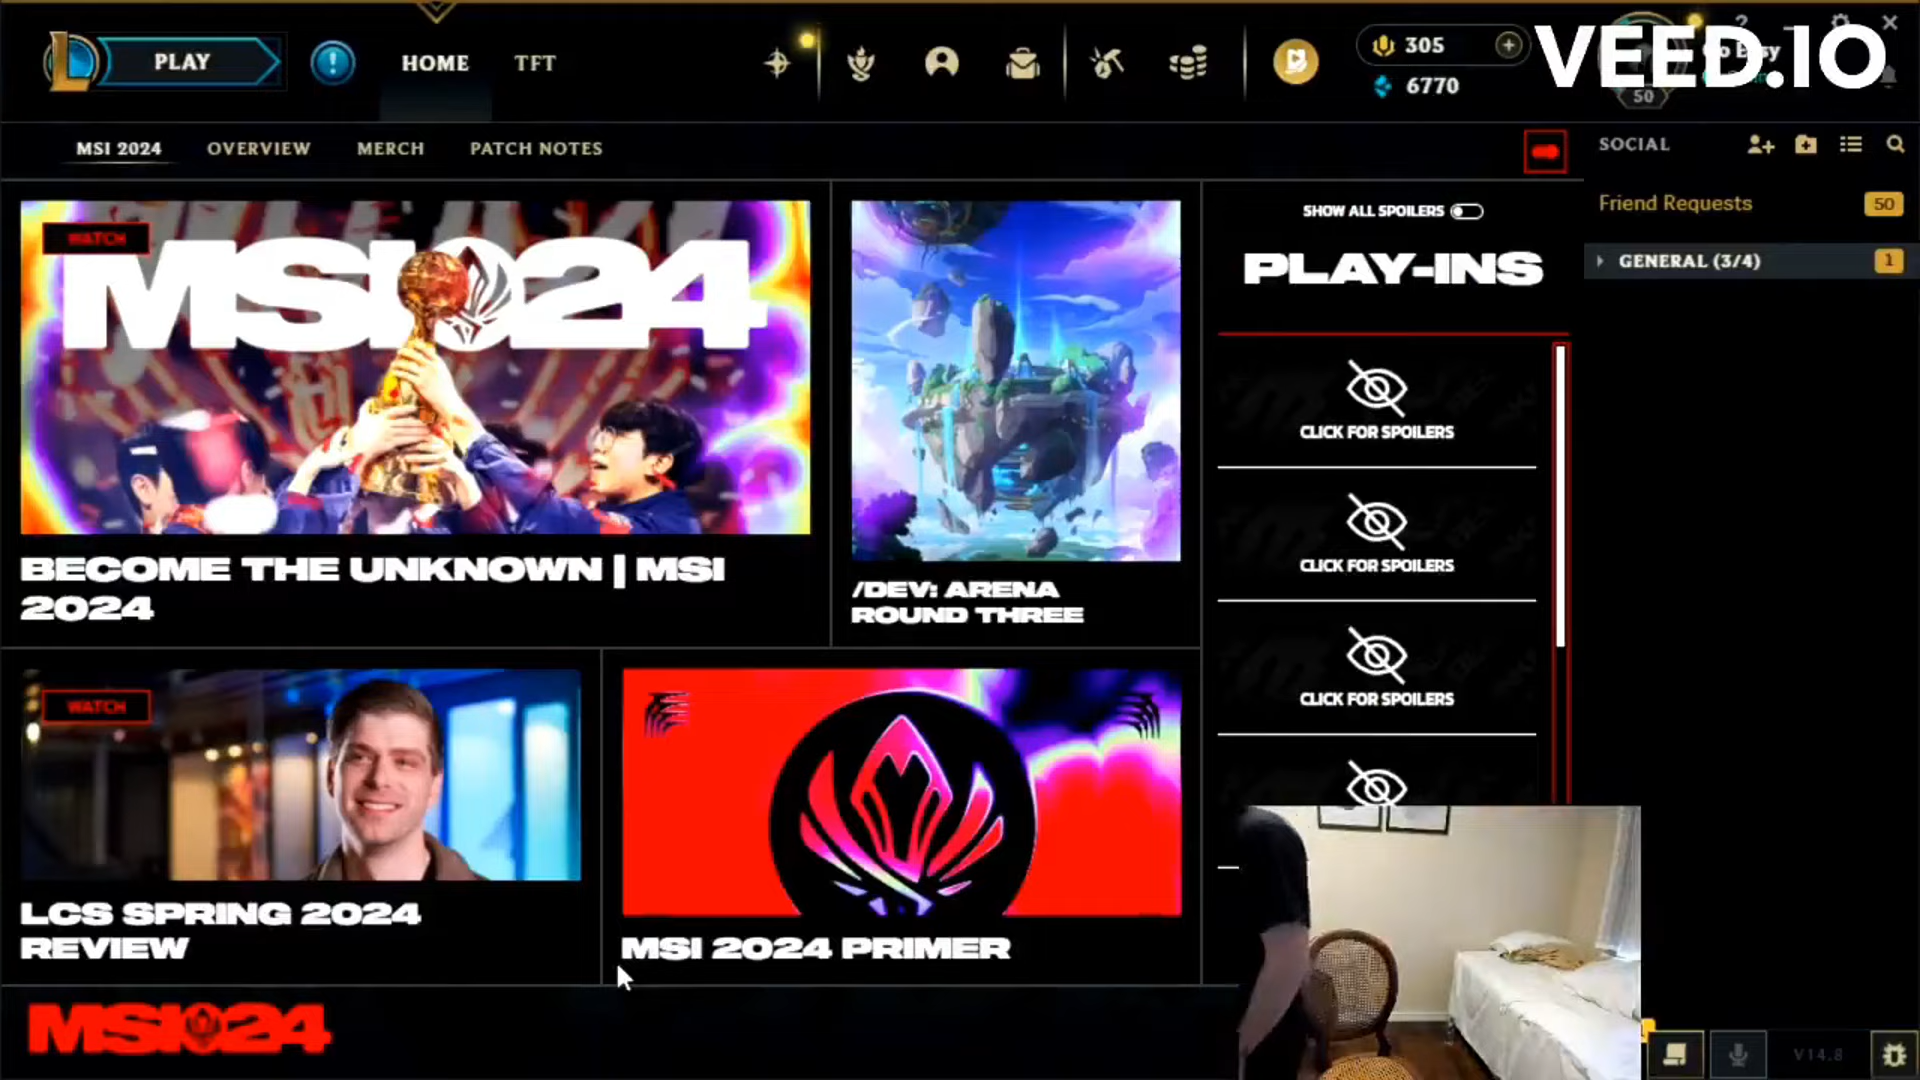 PLAY
HOME
TFT
305
6770
VEED.IO
50
MSI 2024
OVERVIEW
MERCH
PATCH NOTES
SOCIAL
Friend Requests
50
GENERAL (3/4)
1
WATCH
MSI 24
BECOME THE UNKNOWN | MSI
2024
/DEV: ARENA
ROUND THREE
SHOW ALL SPOILERS
PLAY-INS
CLICK FOR SPOILERS
CLICK FOR SPOILERS
CLICK FOR SPOILERS
WATCH
LCS SPRING 2024
REVIEW
MSI 2024 PRIMER
MSI 24
V14.8